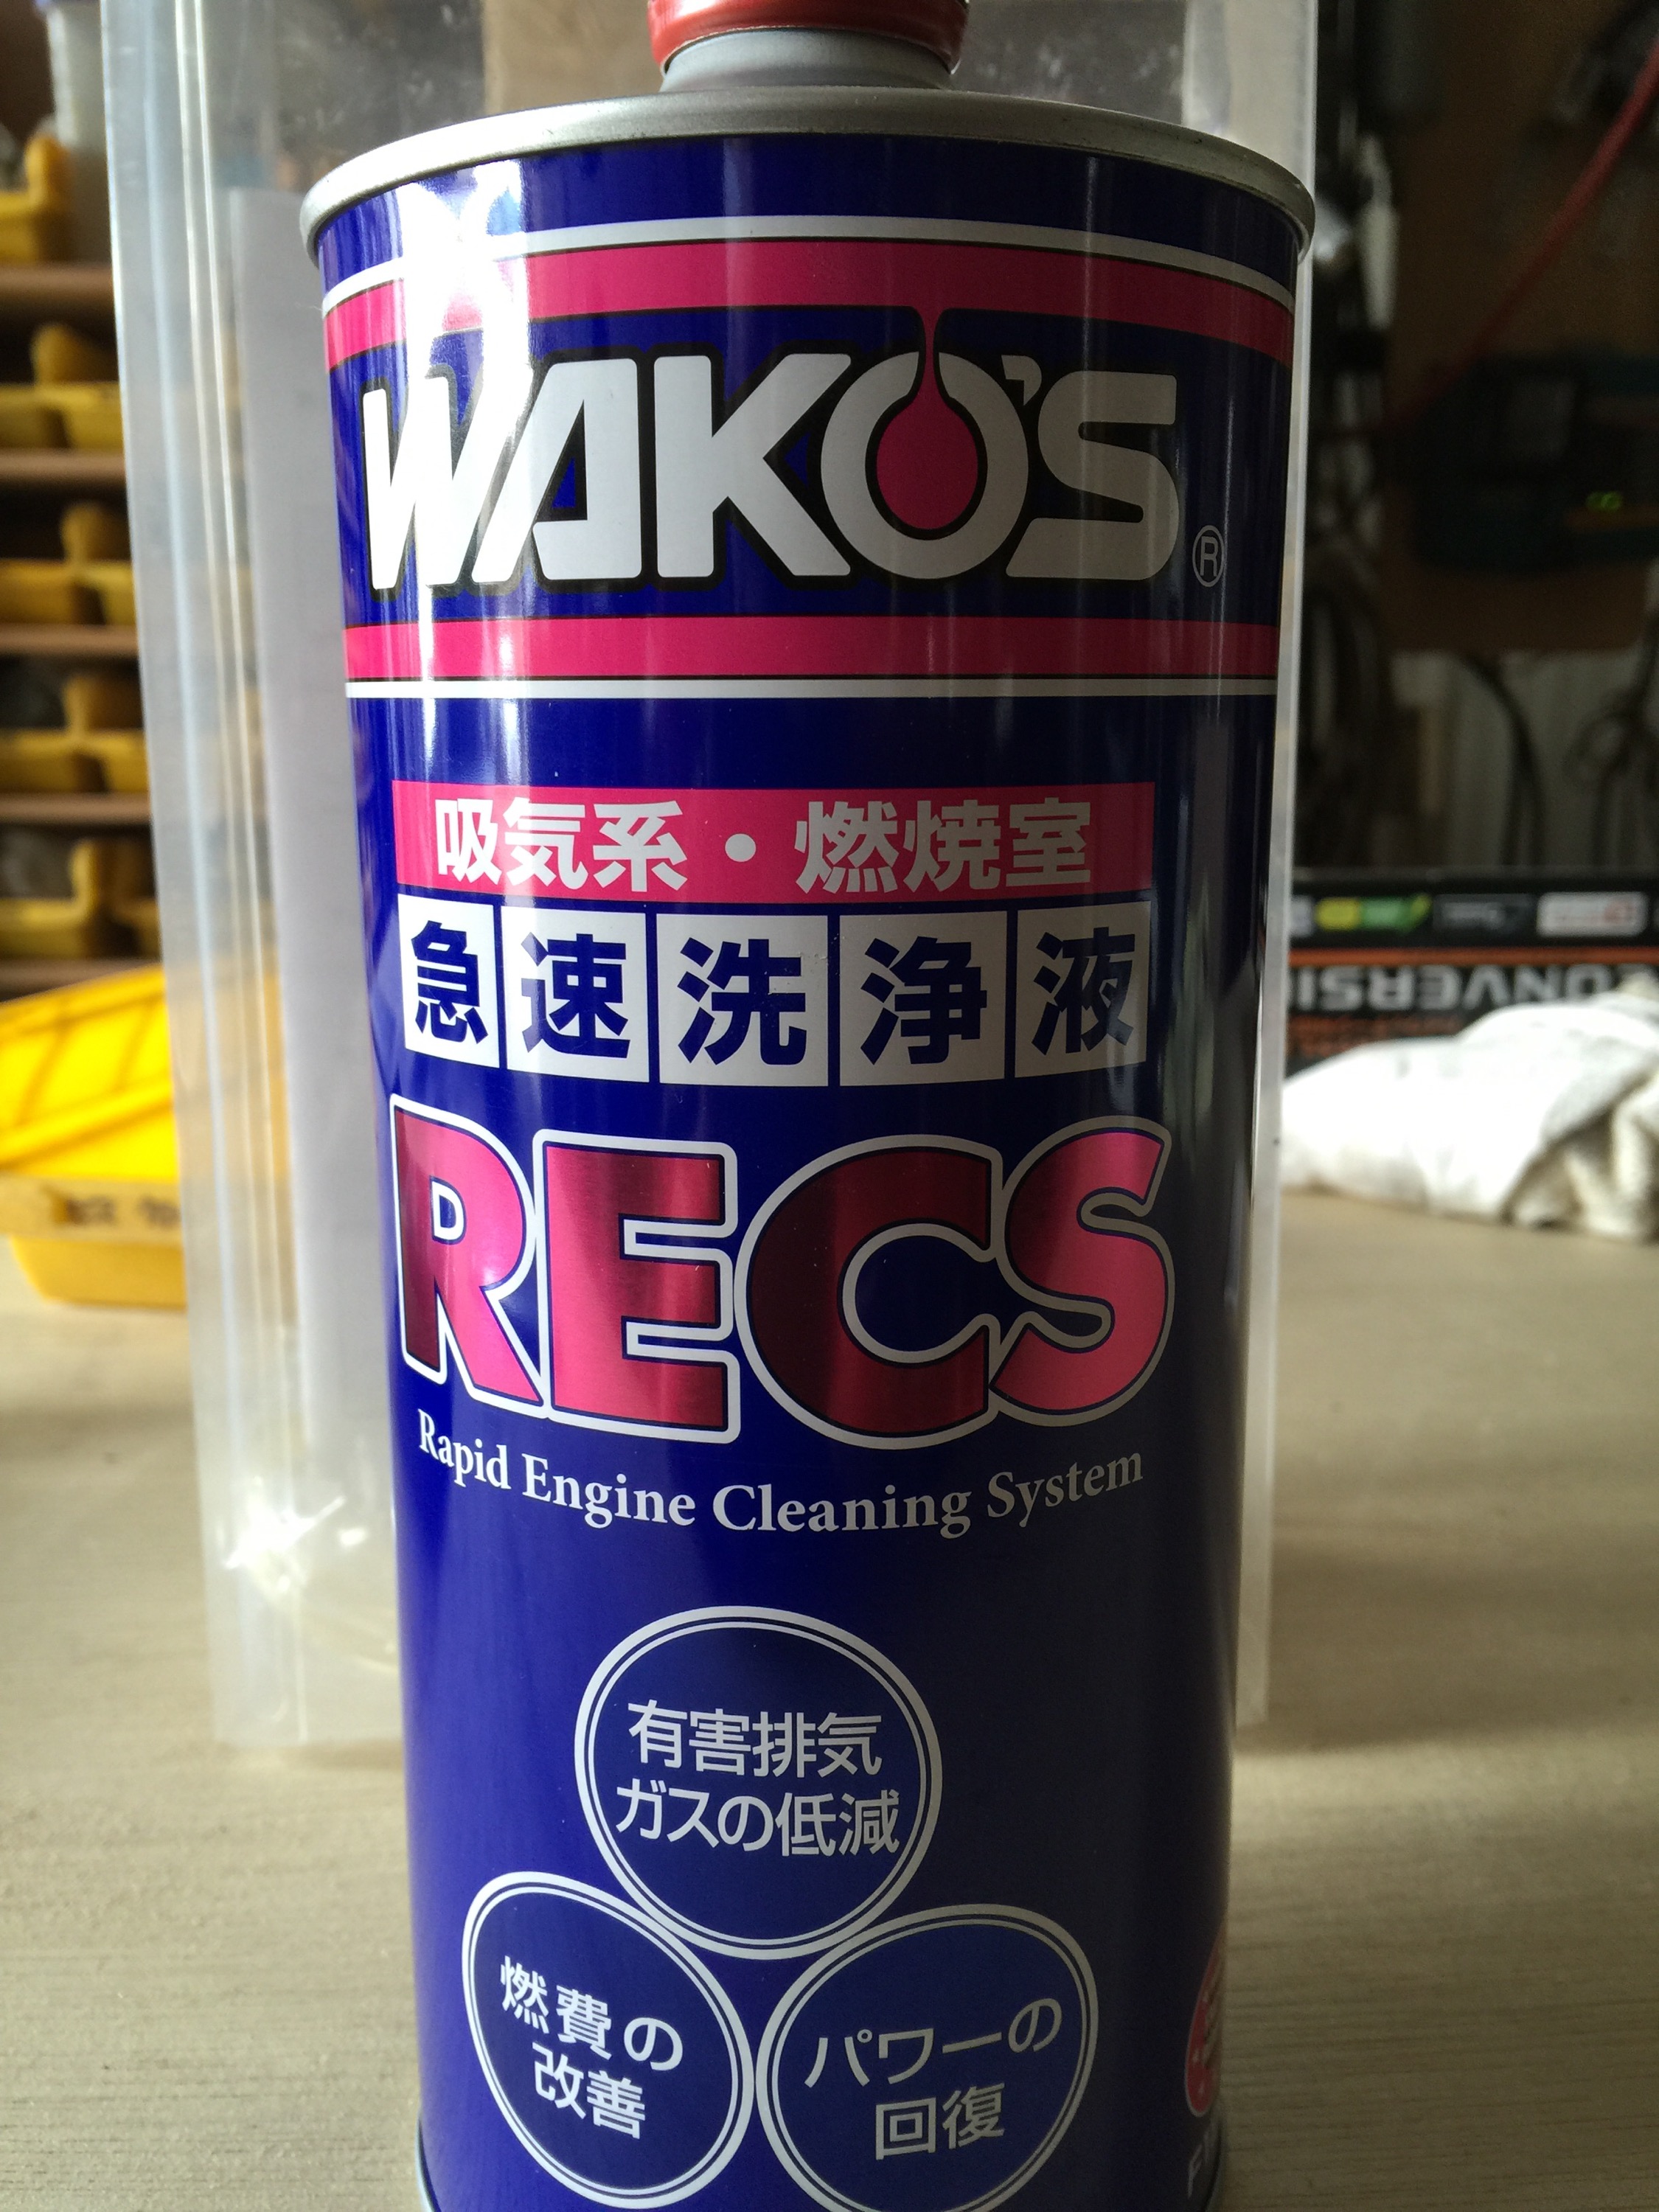 WAKO'S
®
吸気系・燃焼室
急速洗浄液
RECS
Rapid Engine Cleaning System
有害排気
ガスの低減
燃費の
改善
パワーの
回復